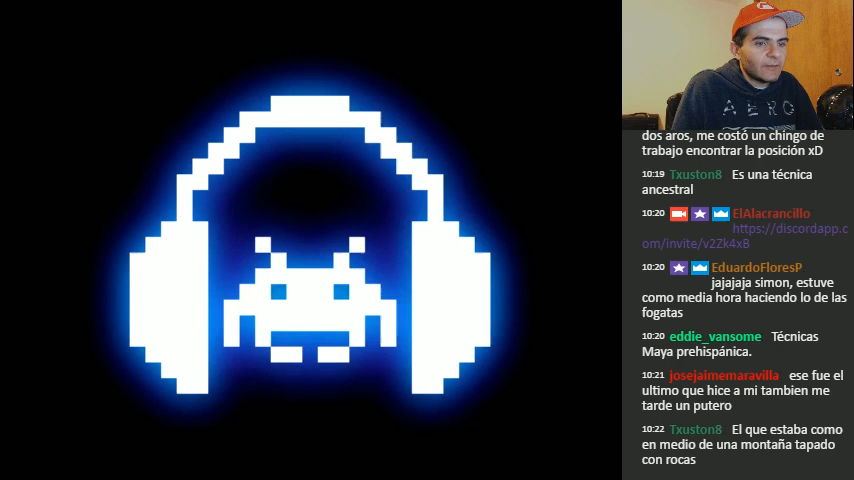 AERO
dos aros, me costó un chingo de
trabajo encontrar la posición xD
10:19 Txuston8 Es una técnica
ancestral
10:20 ElAlacrancillo
https://discordapp.c
om/invite/v2Zk4xB
10:20 EduardoFloresP
jajajaja simon, estuve
como media hora haciendo lo de las
fogatas
10:20 eddie_vansome Técnicas
Maya prehispánica.
10:21 josejaimemaravilla ese fue el
ultimo que hice a mi tambien me
tarde un putero
10:22 Txuston8 El que estaba como
en medio de una montaña tapado
con rocas